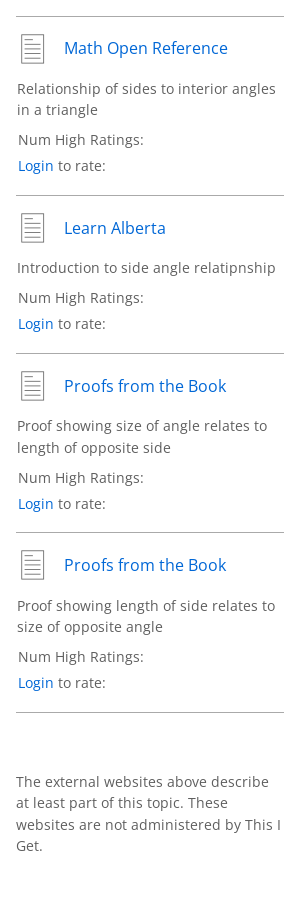 Math Open Reference
Relationship of sides to interior angles
in a triangle
Num High Ratings:
Login to rate:
Learn Alberta
Introduction to side angle relatipnship
Num High Ratings:
Login to rate:
Proofs from the Book
Proof showing size of angle relates to
length of opposite side
Num High Ratings:
Login to rate:
Proofs from the Book
Proof showing length of side relates to
size of opposite angle
Num High Ratings:
Login to rate:
The external websites above describe
at least part of this topic. These
websites are not administered by This I
Get.